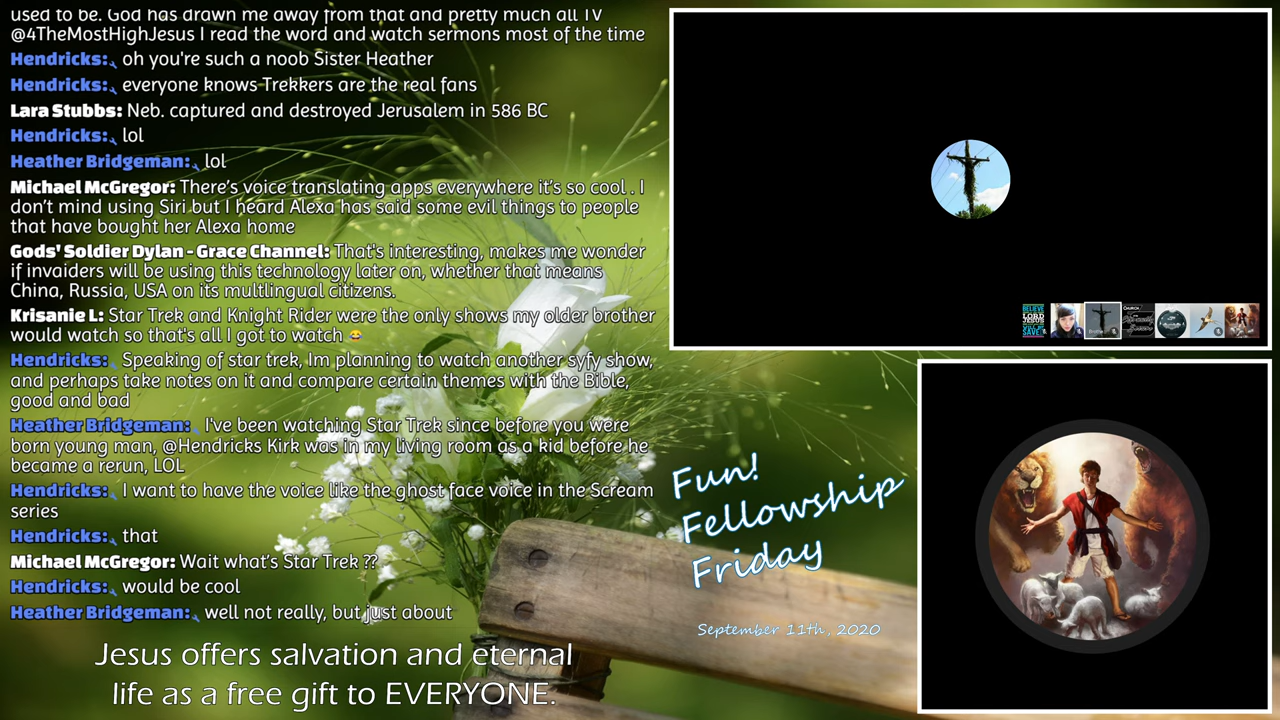 used to be. God has drawn me away from that and pretty much all TV
@4TheMostHighJesus I read the word and watch sermons most of the time
Hendricks: oh you're such a noob Sister Heather
Hendricks: everyone knows Trekkers are the real fans
Lara Stubbs: Neb. captured and destroyed Jerusalem in 586 BC
Hendricks: lol
Heather Bridgeman: lol
Michael McGregor: There's voice translating apps everywhere it's so cool . I
don't mind using Siri but I heard Alexa has said some evil things to people
that have bought her Alexa home
Gods' Soldier Dylan - Grace Channel: That's interesting, makes me wonder
if invaiders will be using this technology later on, whether that means
China, Russia, USA on its multlingual citizens.
Krisanie L: Star Trek and Knight Rider were the only shows my older brother
would watch so that's all I got to watch 😂
Hendricks: Speaking of star trek, Im planning to watch another syfy show,
and perhaps take notes on it and compare certain themes with the Bible,
good and bad
Heather Bridgeman: I've been watching Star Trek since before you were
born young man, @Hendricks Kirk was in my living room as a kid before he
became a rerun, LOL
Hendricks: I want to have the voice like the ghost face voice in the Scream
series
Hendricks: that
Michael McGregor: Wait what's Star Trek ??
Hendricks: would be cool
Heather Bridgeman: well not really, but just about
Jesus offers salvation and eternal
life as a free gift to EVERYONE.
BELIEVE
LORD
JESUS
SAVE
CHURCH
Fun!
Fellowship
Friday
September 11th, 2020